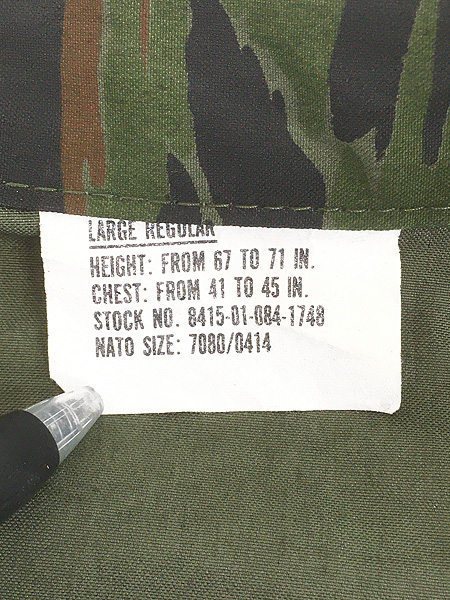 LARGE REGULAR
HEIGHT: FROM 67 TO 71 IN.
CHEST: FROM 41 TO 45 IN.
STOCK NO. 8415-01-084-1748
NATO SIZE: 7080/0414